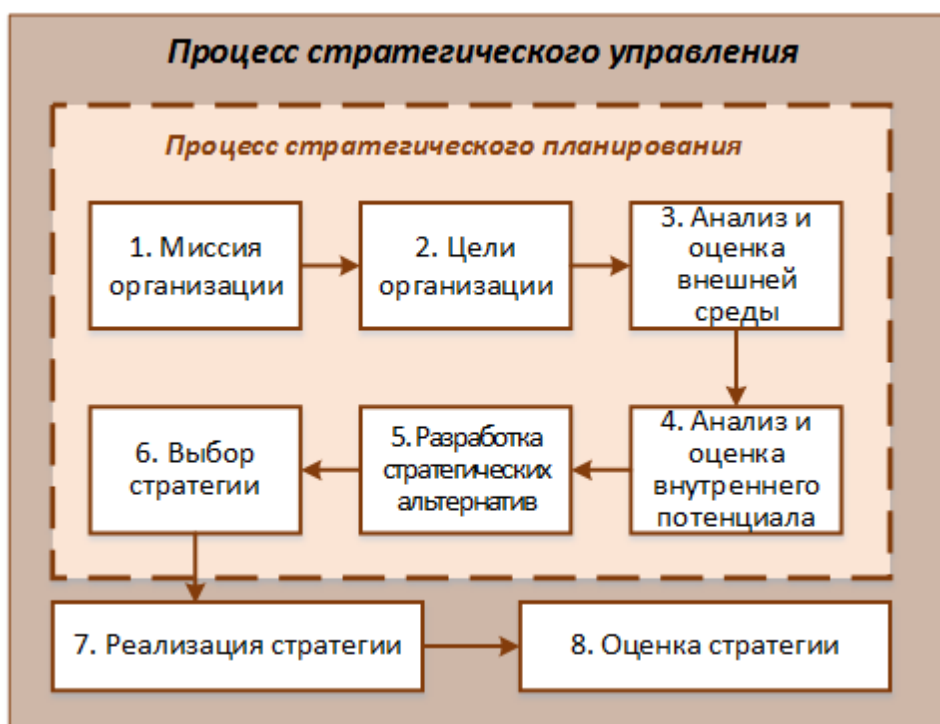 Процесс стратегического управления
Процесс стратегического планирования
1. Миссия
организации
2. Цели
организации
3. Анализ и
оценка
внешней
среды
4. Анализ и
оценка
внутреннего
потенциала
5. Разработка
стратегических
альтернатив
6. Выбор
стратегии
7. Реализация стратегии
8. Оценка стратегии